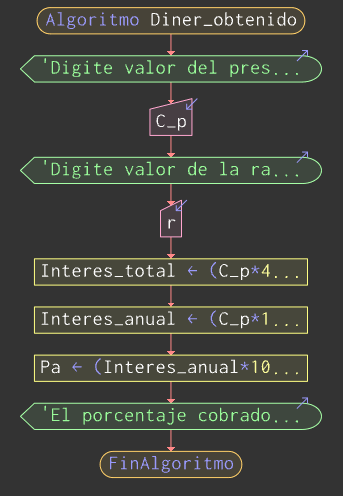 Algoritmo Diner_obtenido
'Digite valor del pres...
C_p
'Digite valor de la ra...
r
Interes_total ← (C_p*4...
Interes_anual ← (C_p*1...
Pa ← (Interes_anual*10...
'El porcentaje cobrado...
FinAlgoritmo